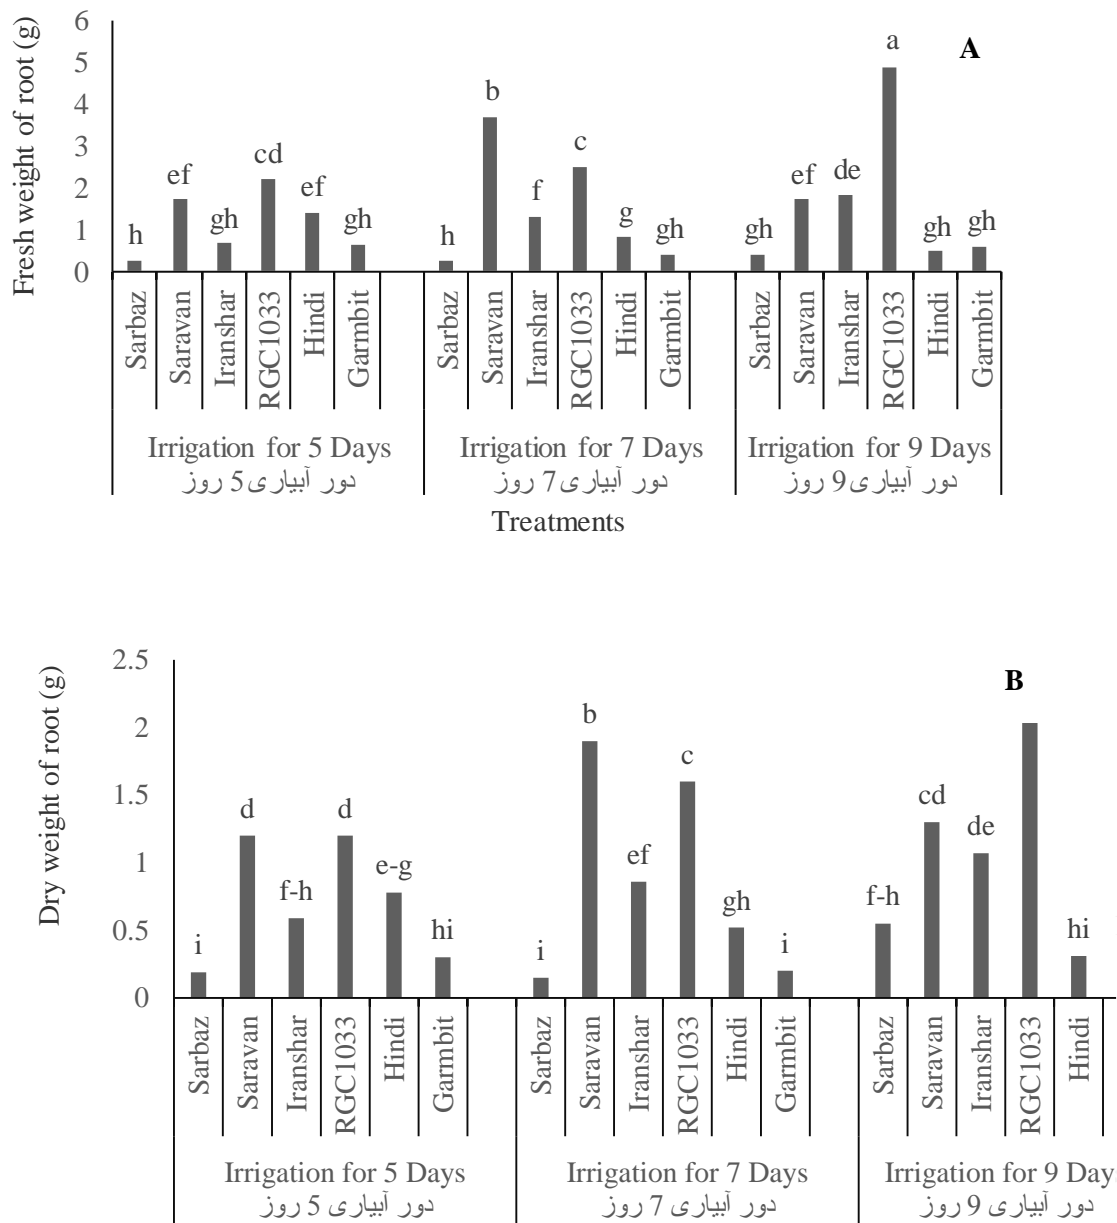 Fresh weight of root (g)
6
5
4
3
2
1
0
A
h
ef
gh
cd
ef
gh
h
b
f
c
g
gh
gh
ef
de
a
gh
gh
Sarbaz
Saravan
Iranshar
RGC1033
Hindi
Garmbit
Sarbaz
Saravan
Iranshar
RGC1033
Hindi
Garmbit
Sarbaz
Saravan
Iranshar
RGC1033
Hindi
Garmbit
Irrigation for 5 Days
دور آبیاری 5 روز
Irrigation for 7 Days
دور آبیاری 7 روز
Irrigation for 9 Days
دور آبیاری 9 روز
Treatments
Dry weight of root (g)
2.5
2
1.5
1
0.5
0
B
i
d
f-h
d
e-g
hi
i
b
ef
c
gh
i
f-h
cd
de
hi
Sarbaz
Saravan
Iranshar
RGC1033
Hindi
Garmbit
Sarbaz
Saravan
Iranshar
RGC1033
Hindi
Garmbit
Sarbaz
Saravan
Iranshar
RGC1033
Hindi
Irrigation for 5 Days
دور آبیاری 5 روز
Irrigation for 7 Days
دور آبیاری 7 روز
Irrigation for 9 Day
دور آبیاری 9 روز